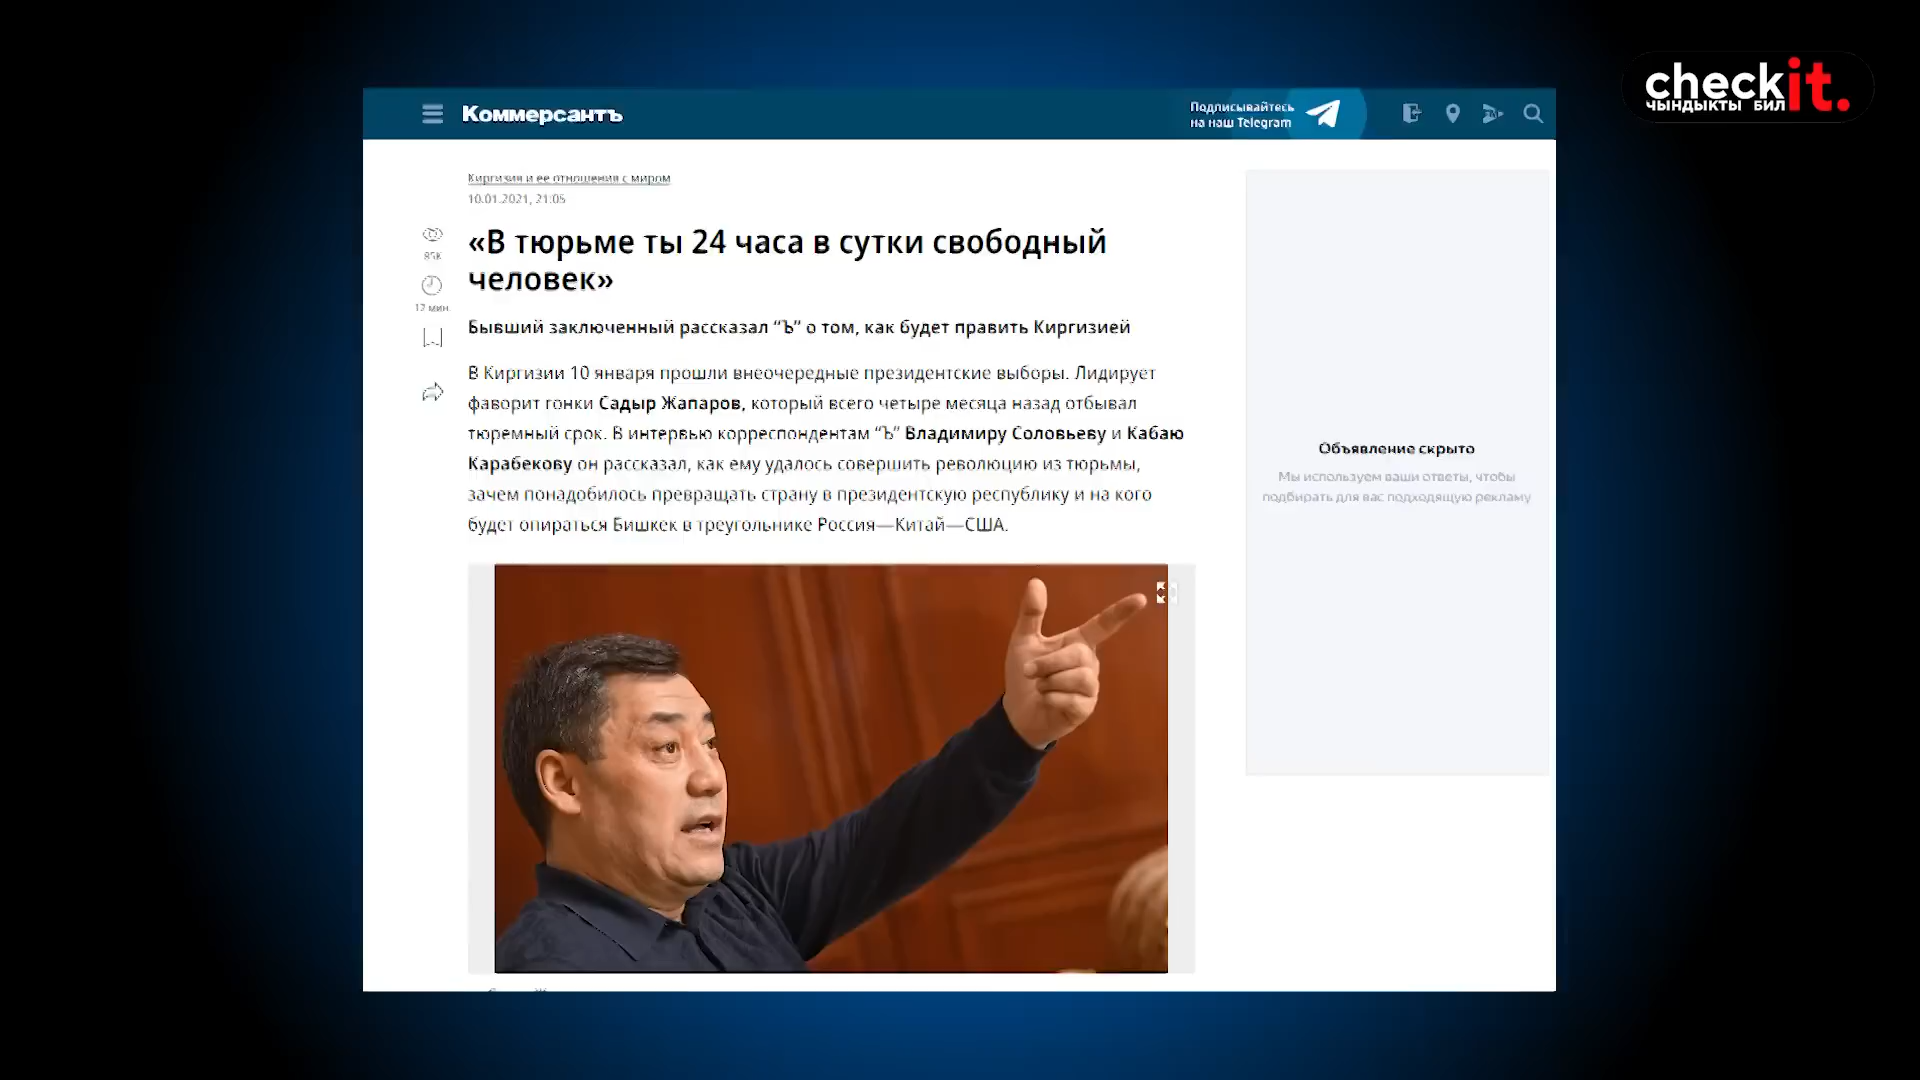 checkit.
ЧЫНДЫКТЫ БИЛ
Коммерсантъ
Подписывайтесь
на наш Telegram
Киргизия и ее отношения с миром
10.01.2021, 21:05
«В тюрьме ты 24 часа в сутки свободный
человек»
85K
12 мин.
Бывший заключенный рассказал “Ъ” о том, как будет править Киргизией
В Киргизии 10 января прошли внеочередные президентские выборы. Лидирует
фаворит гонки Садыр Жапаров, который всего четыре месяца назад отбывал
тюремный срок. В интервью корреспондентам “Ъ” Владимиру Соловьеву и Кабаю
Карабекову он рассказал, как ему удалось совершить революцию из тюрьмы,
зачем понадобилось превращать страну в президентскую республику и на кого
будет опираться Бишкек в треугольнике Россия—Китай—США.
Объявление скрыто
Мы используем ваши ответы, чтобы
подбирать для вас подходящую рекламу